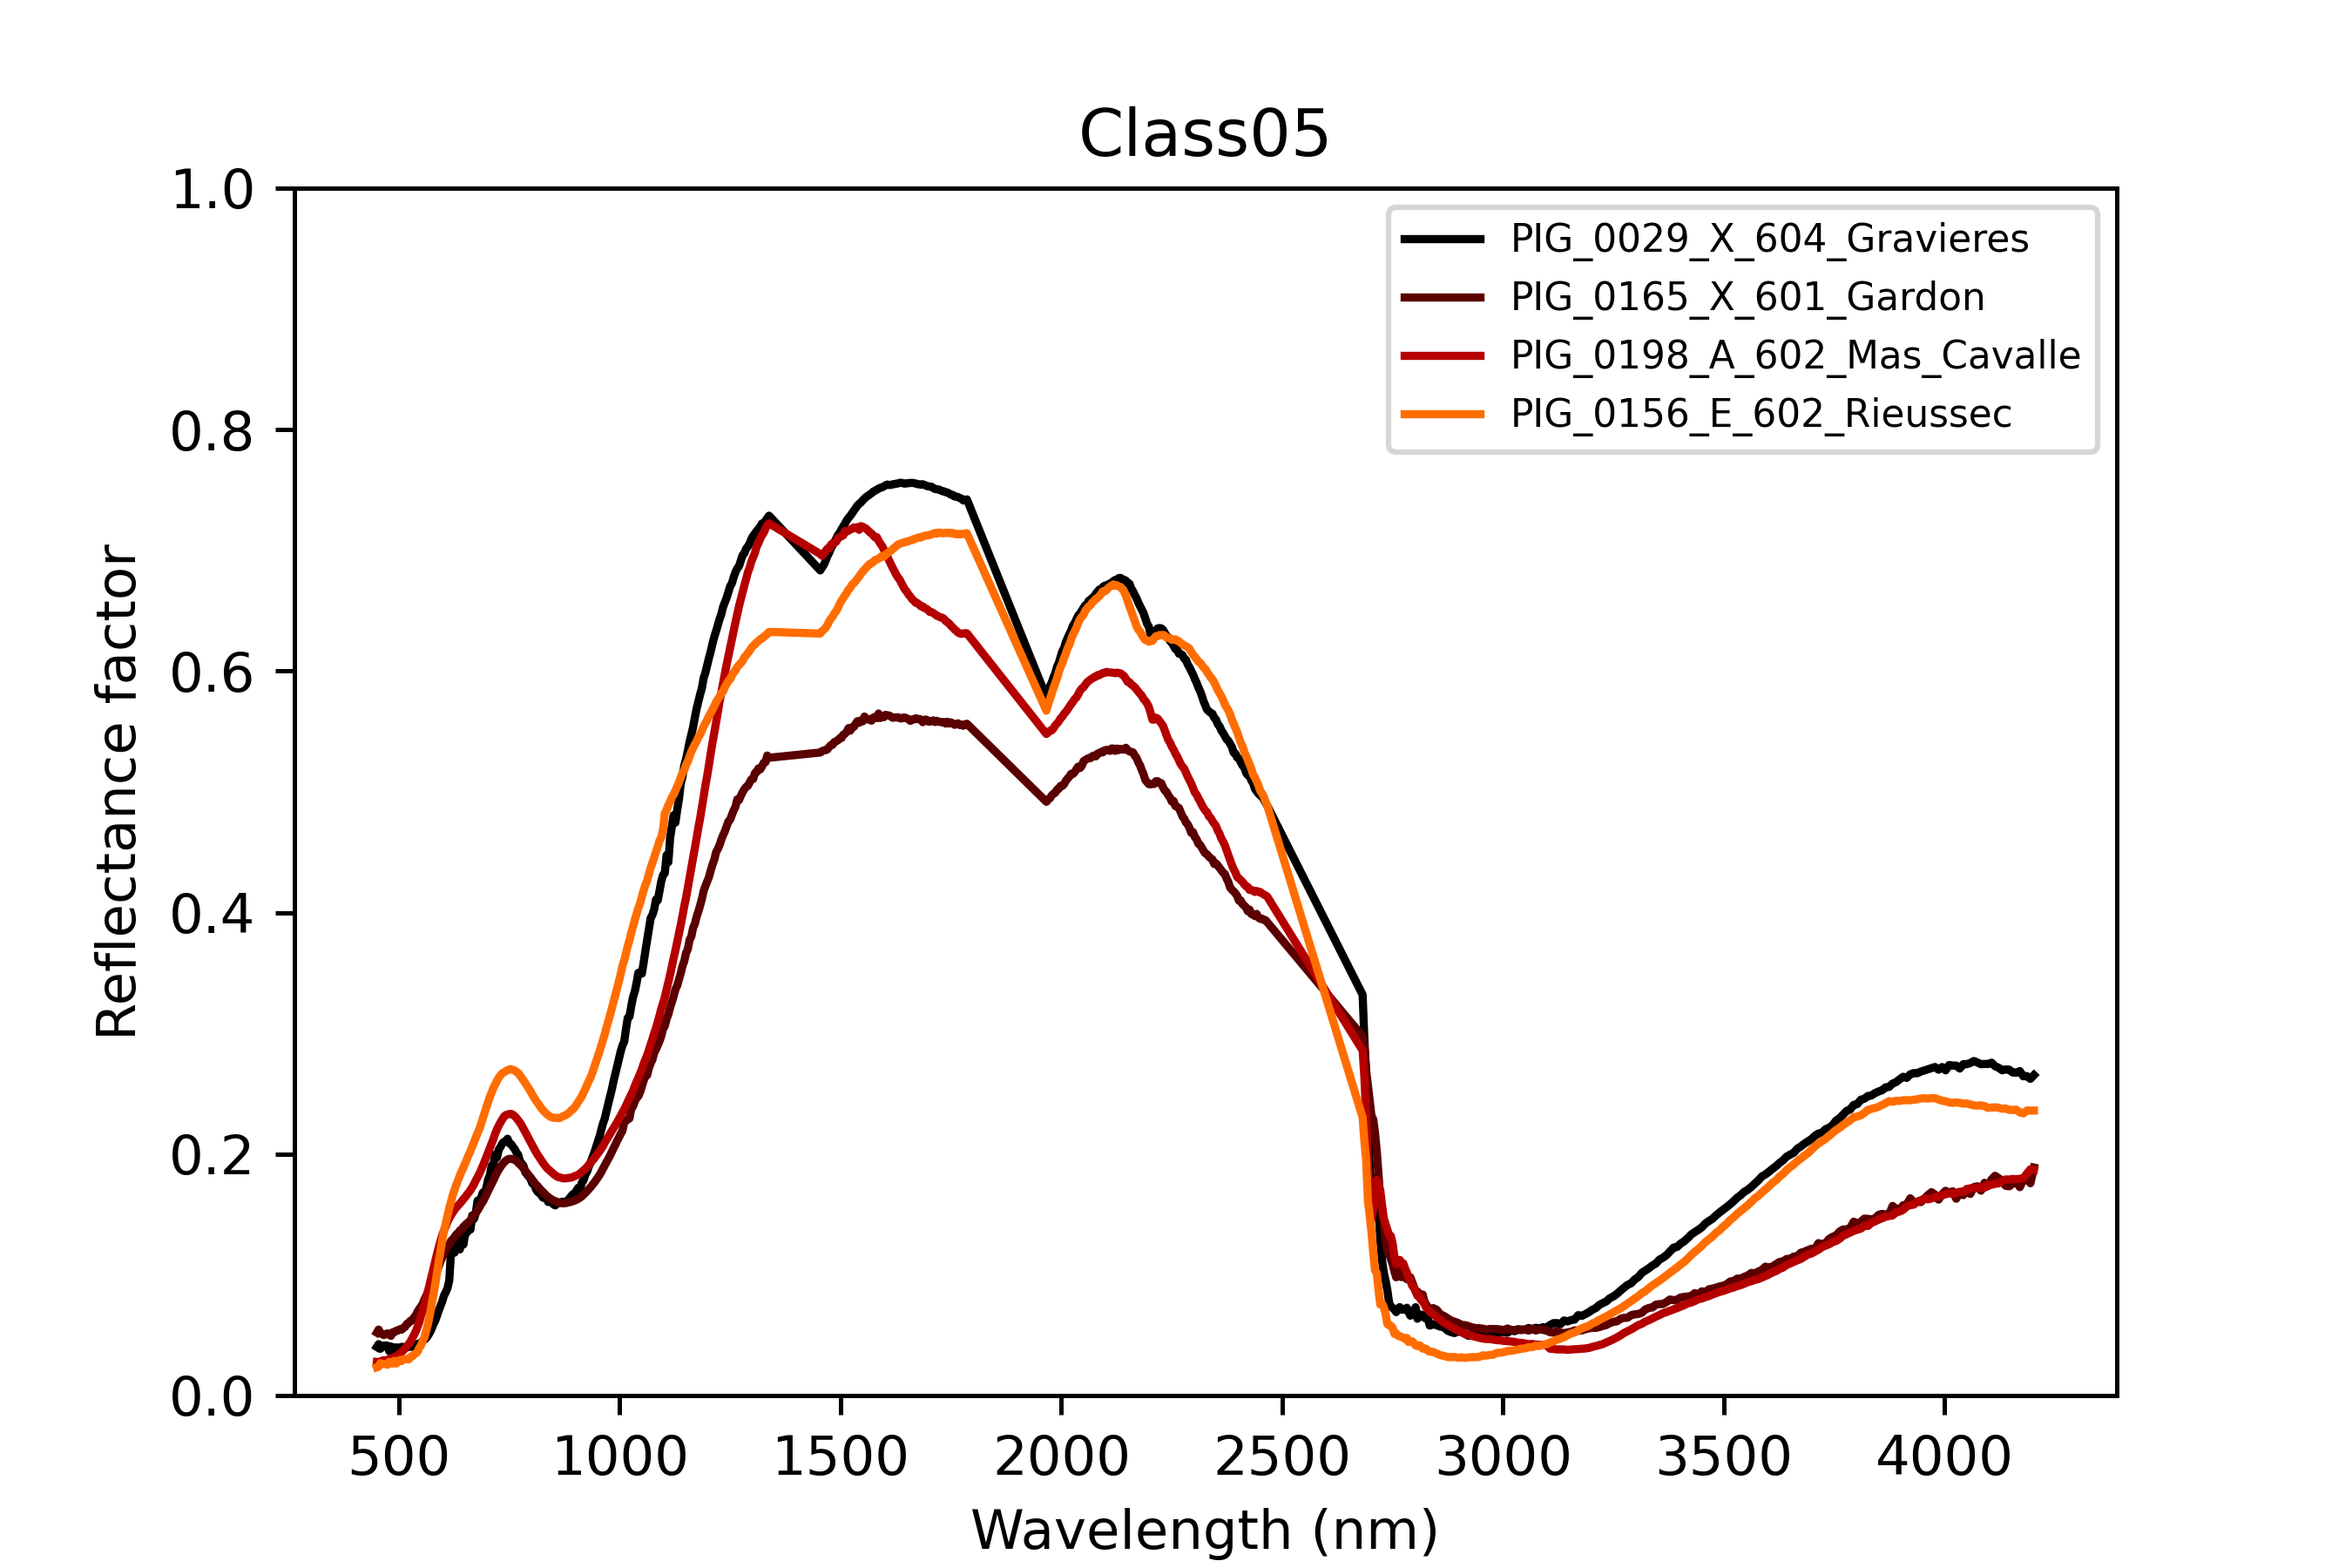 Class05
1.0
0.8
0.6
0.4
0.2
0.0
Reflectance factor
PIG_0029_X_604_Gravieres
PIG_0165_X_601_Gardon
PIG_0198_A_602_Mas_Cavalle
PIG_0156_E_602_Rieussec
500 1000 1500 2000 2500 3000 3500 4000
Wavelength (nm)